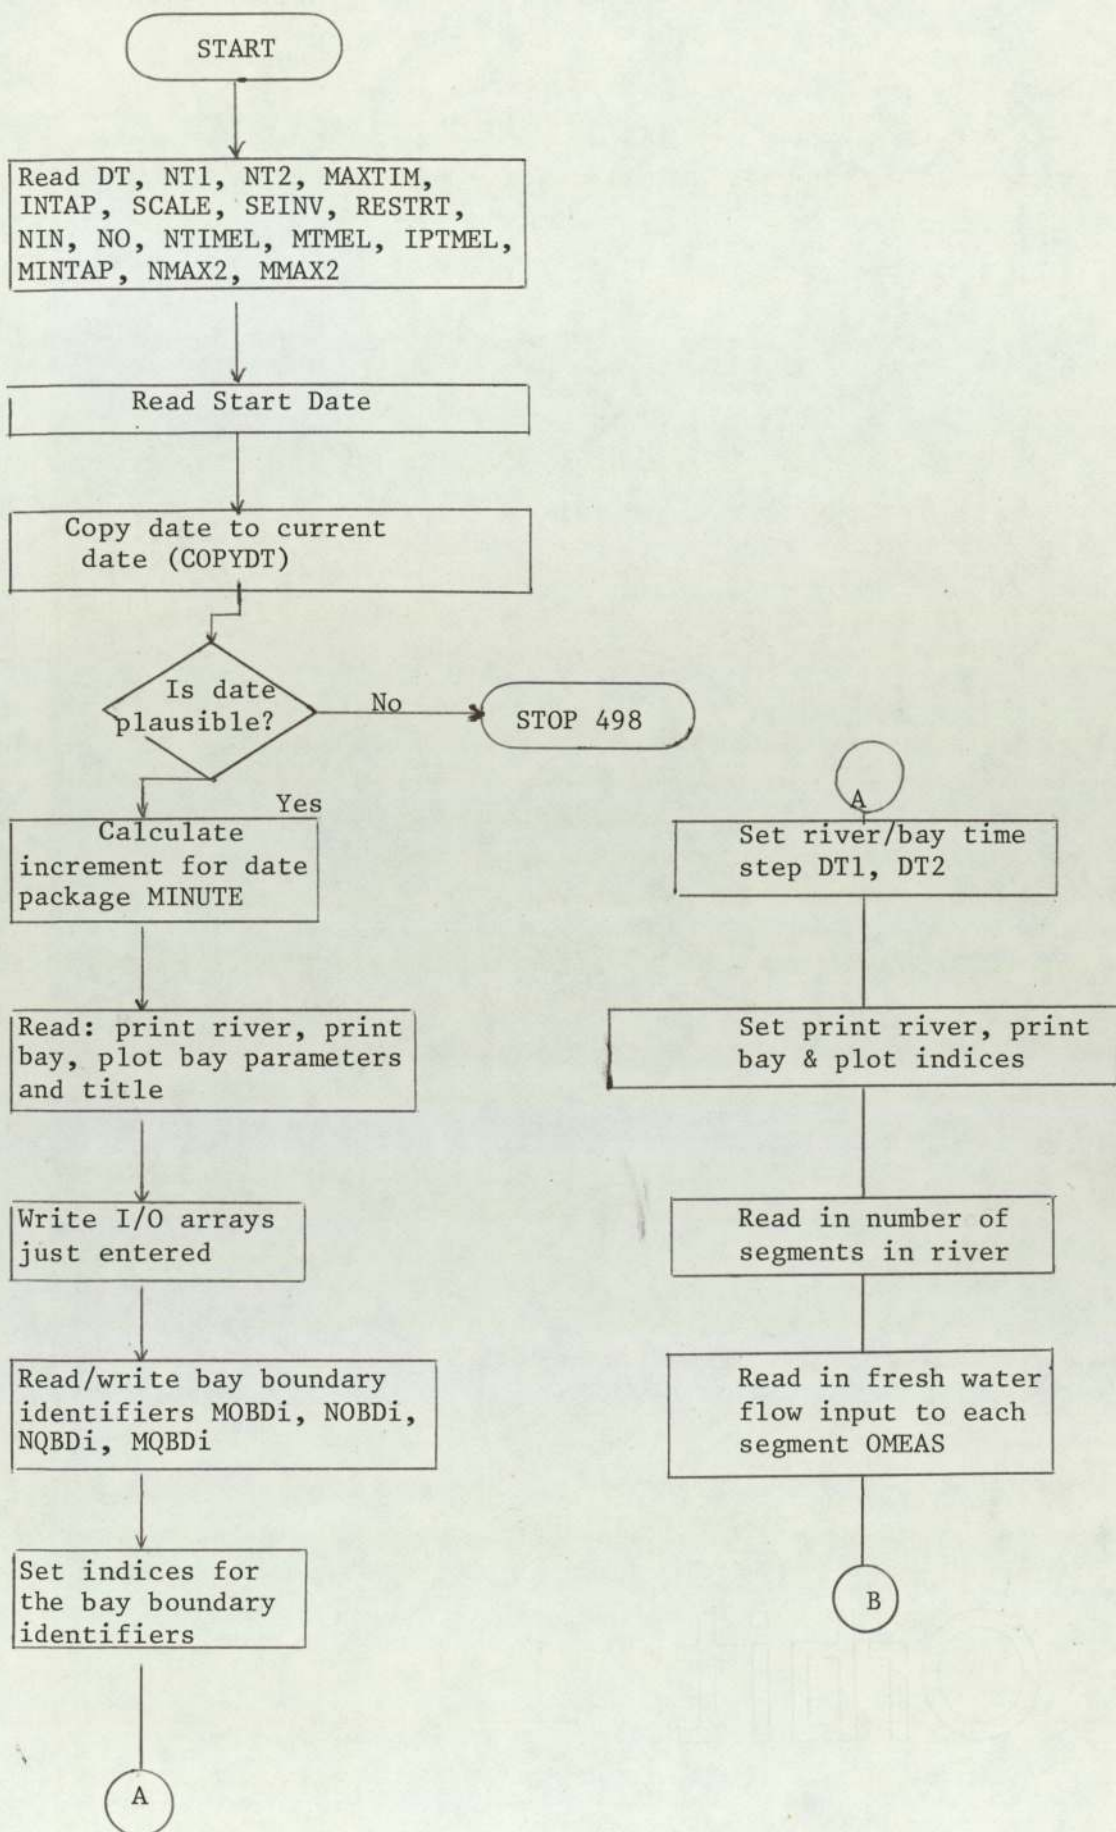 START
Read DT, NT1, NT2, MAXTIM,
INTAP, SCALE, SEINV, RESTRT,
NIN, NO, NTIMEL, MTMEL, IPTMEL,
MINTAP, NMAX2, MMAX2
Read Start Date
Copy date to current
date (COPYDT)
Is date
plausible?
No
STOP 498
Yes
Calculate
increment for date
package MINUTE
Read: print river, print
bay, plot bay parameters
and title
Write I/O arrays
just entered
Read/write bay boundary
identifiers MOBDi, NOBDi,
NQBDi, MQBDi
Set indices for
the bay boundary
identifiers
A
A
Set river/bay time
step DT1, DT2
Set print river, print
bay & plot indices
Read in number of
segments in river
Read in fresh water
flow input to each
segment OMEAS
B